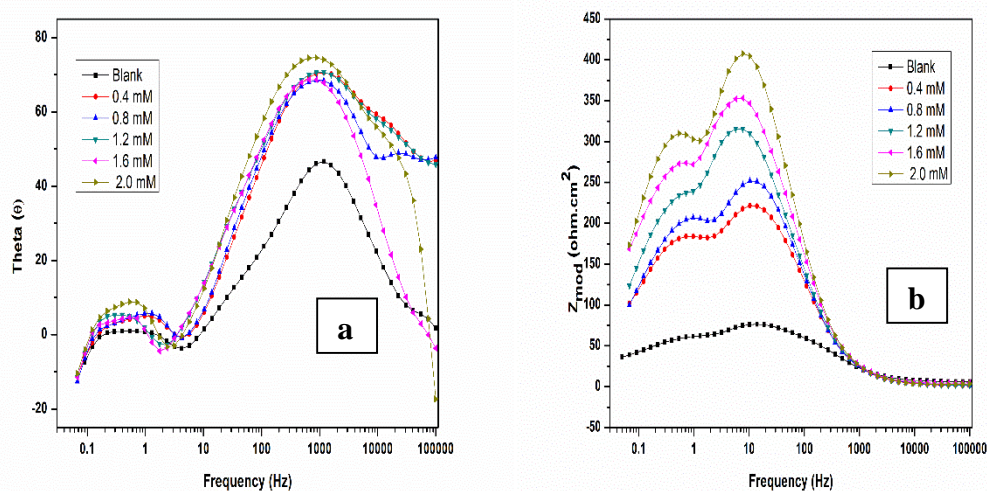 80
60
40
20
0
-20
Theta (θ)
Blank
0.4 mM
0.8 mM
1.2 mM
1.6 mM
2.0 mM
a
0.1 1 10 100 1000 10000 100000
Frequency (Hz)
450
400
350
300
250
200
150
100
50
0
-50
Zmod (ohm.cm2)
Blank
0.4 mM
0.8 mM
1.2 mM
1.6 mM
2.0 mM
b
0.1 1 10 100 1000 10000 100000
Frequency (Hz)